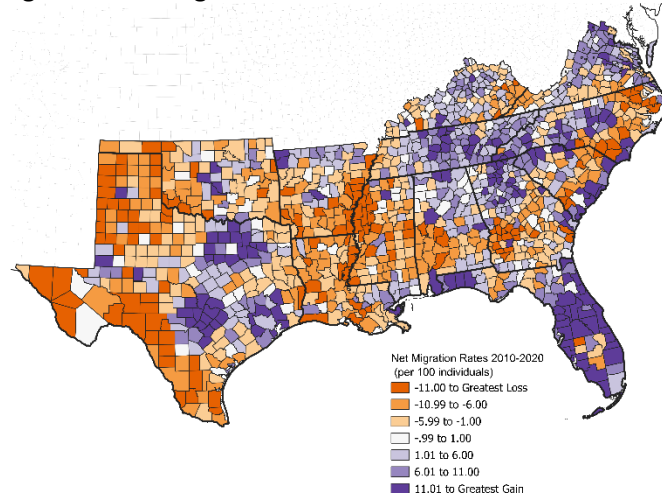 Net Migration Rates 2010-2020
(per 100 individuals)
-11.00 to Greatest Loss
-10.99 to -6.00
-5.99 to -1.00
-.99 to 1.00
1.01 to 6.00
6.01 to 11.00
11.01 to Greatest Gain